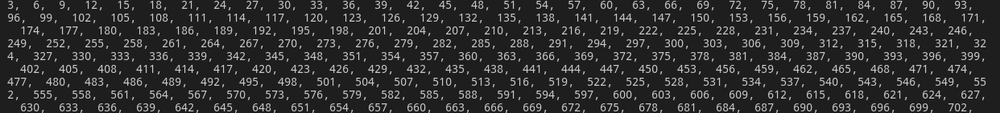 3, 6, 9, 12, 15, 18, 21, 24, 27, 30, 33, 36, 39, 42, 45, 48, 51, 54, 57, 60, 63, 66, 69, 72, 75, 78, 81, 84, 87, 90, 93,
96, 99, 102, 105, 108, 111, 114, 117, 120, 123, 126, 129, 132, 135, 138, 141, 144, 147, 150, 153, 156, 159, 162, 165, 168, 171,
174, 177, 180, 183, 186, 189, 192, 195, 198, 201, 204, 207, 210, 213, 216, 219, 222, 225, 228, 231, 234, 237, 240, 243, 246,
249, 252, 255, 258, 261, 264, 267, 270, 273, 276, 279, 282, 285, 288, 291, 294, 297, 300, 303, 306, 309, 312, 315, 318, 321, 32
4, 327, 330, 333, 336, 339, 342, 345, 348, 351, 354, 357, 360, 363, 366, 369, 372, 375, 378, 381, 384, 387, 390, 393, 396, 399,
402, 405, 408, 411, 414, 417, 420, 423, 426, 429, 432, 435, 438, 441, 444, 447, 450, 453, 456, 459, 462, 465, 468, 471, 474,
477, 480, 483, 486, 489, 492, 495, 498, 501, 504, 507, 510, 513, 516, 519, 522, 525, 528, 531, 534, 537, 540, 543, 546, 549, 55
2, 555, 558, 561, 564, 567, 570, 573, 576, 579, 582, 585, 588, 591, 594, 597, 600, 603, 606, 609, 612, 615, 618, 621, 624, 627,
630, 633, 636, 639, 642, 645, 648, 651, 654, 657, 660, 663, 666, 669, 672, 675, 678, 681, 684, 687, 690, 693, 696, 699, 702,